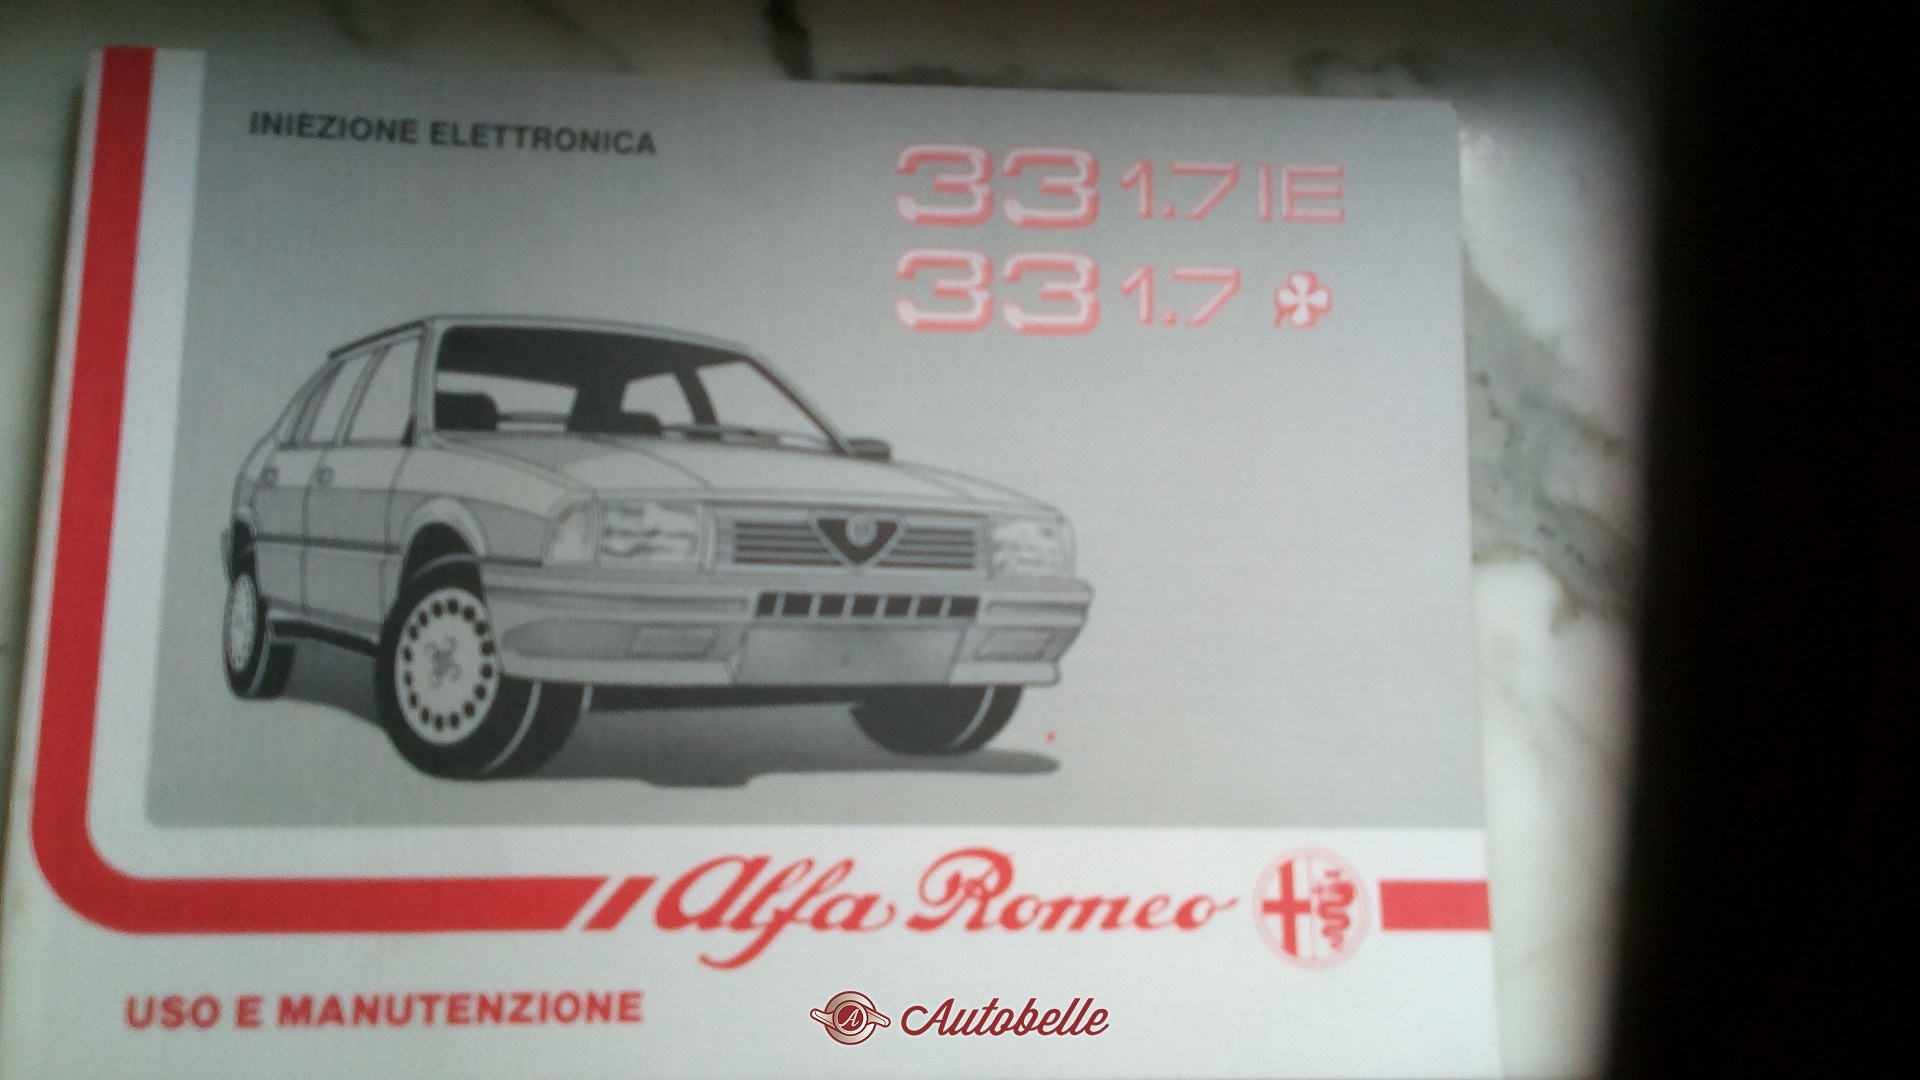 INIEZIONE ELETTRONICA
33 1.7 IE
33 1.7
Alfa Romeo
USO E MANUTENZIONE
A Autobelle